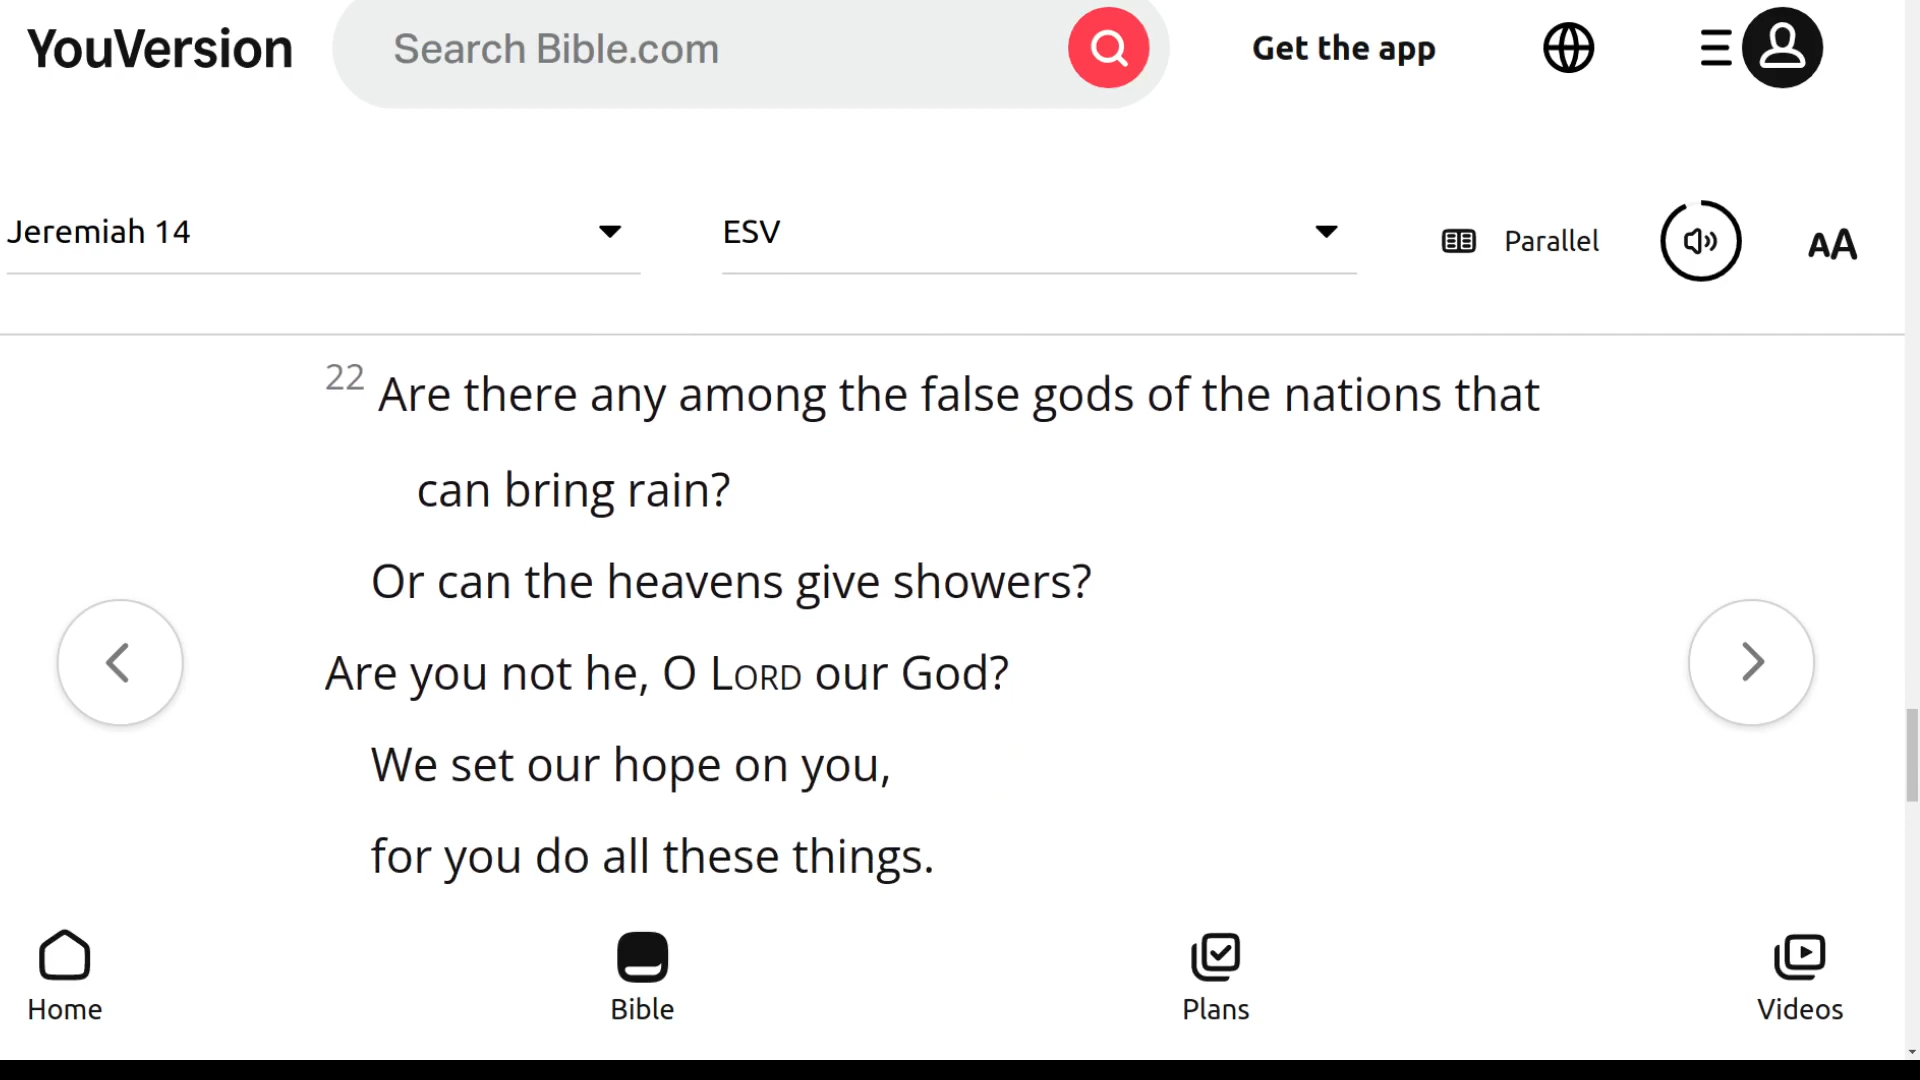 YouVersion
Search Bible.com
Get the app
Jeremiah 14
ESV
Parallel
AA
22 Are there any among the false gods of the nations that
can bring rain?
Or can the heavens give showers?
Are you not he, O LORD our God?
We set our hope on you,
for you do all these things.
Home
Bible
Plans
Videos